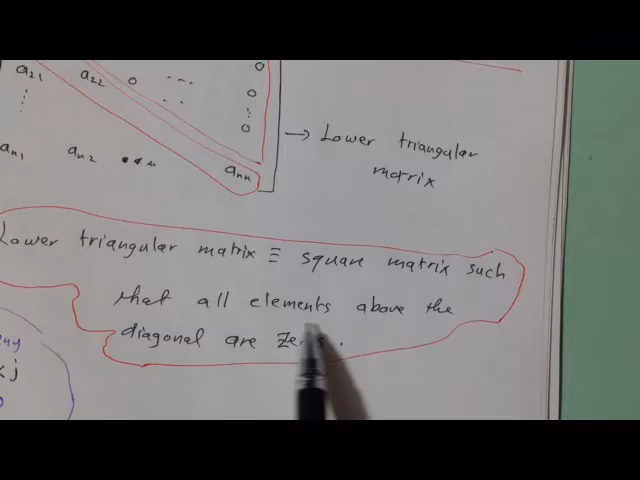 a21 a22 0 ... 0
0
0
an1 an2 ... ann
→ Lower triangular
matrix
Lower triangular matrix ≡ square matrix such
that all elements above the
diagonal are